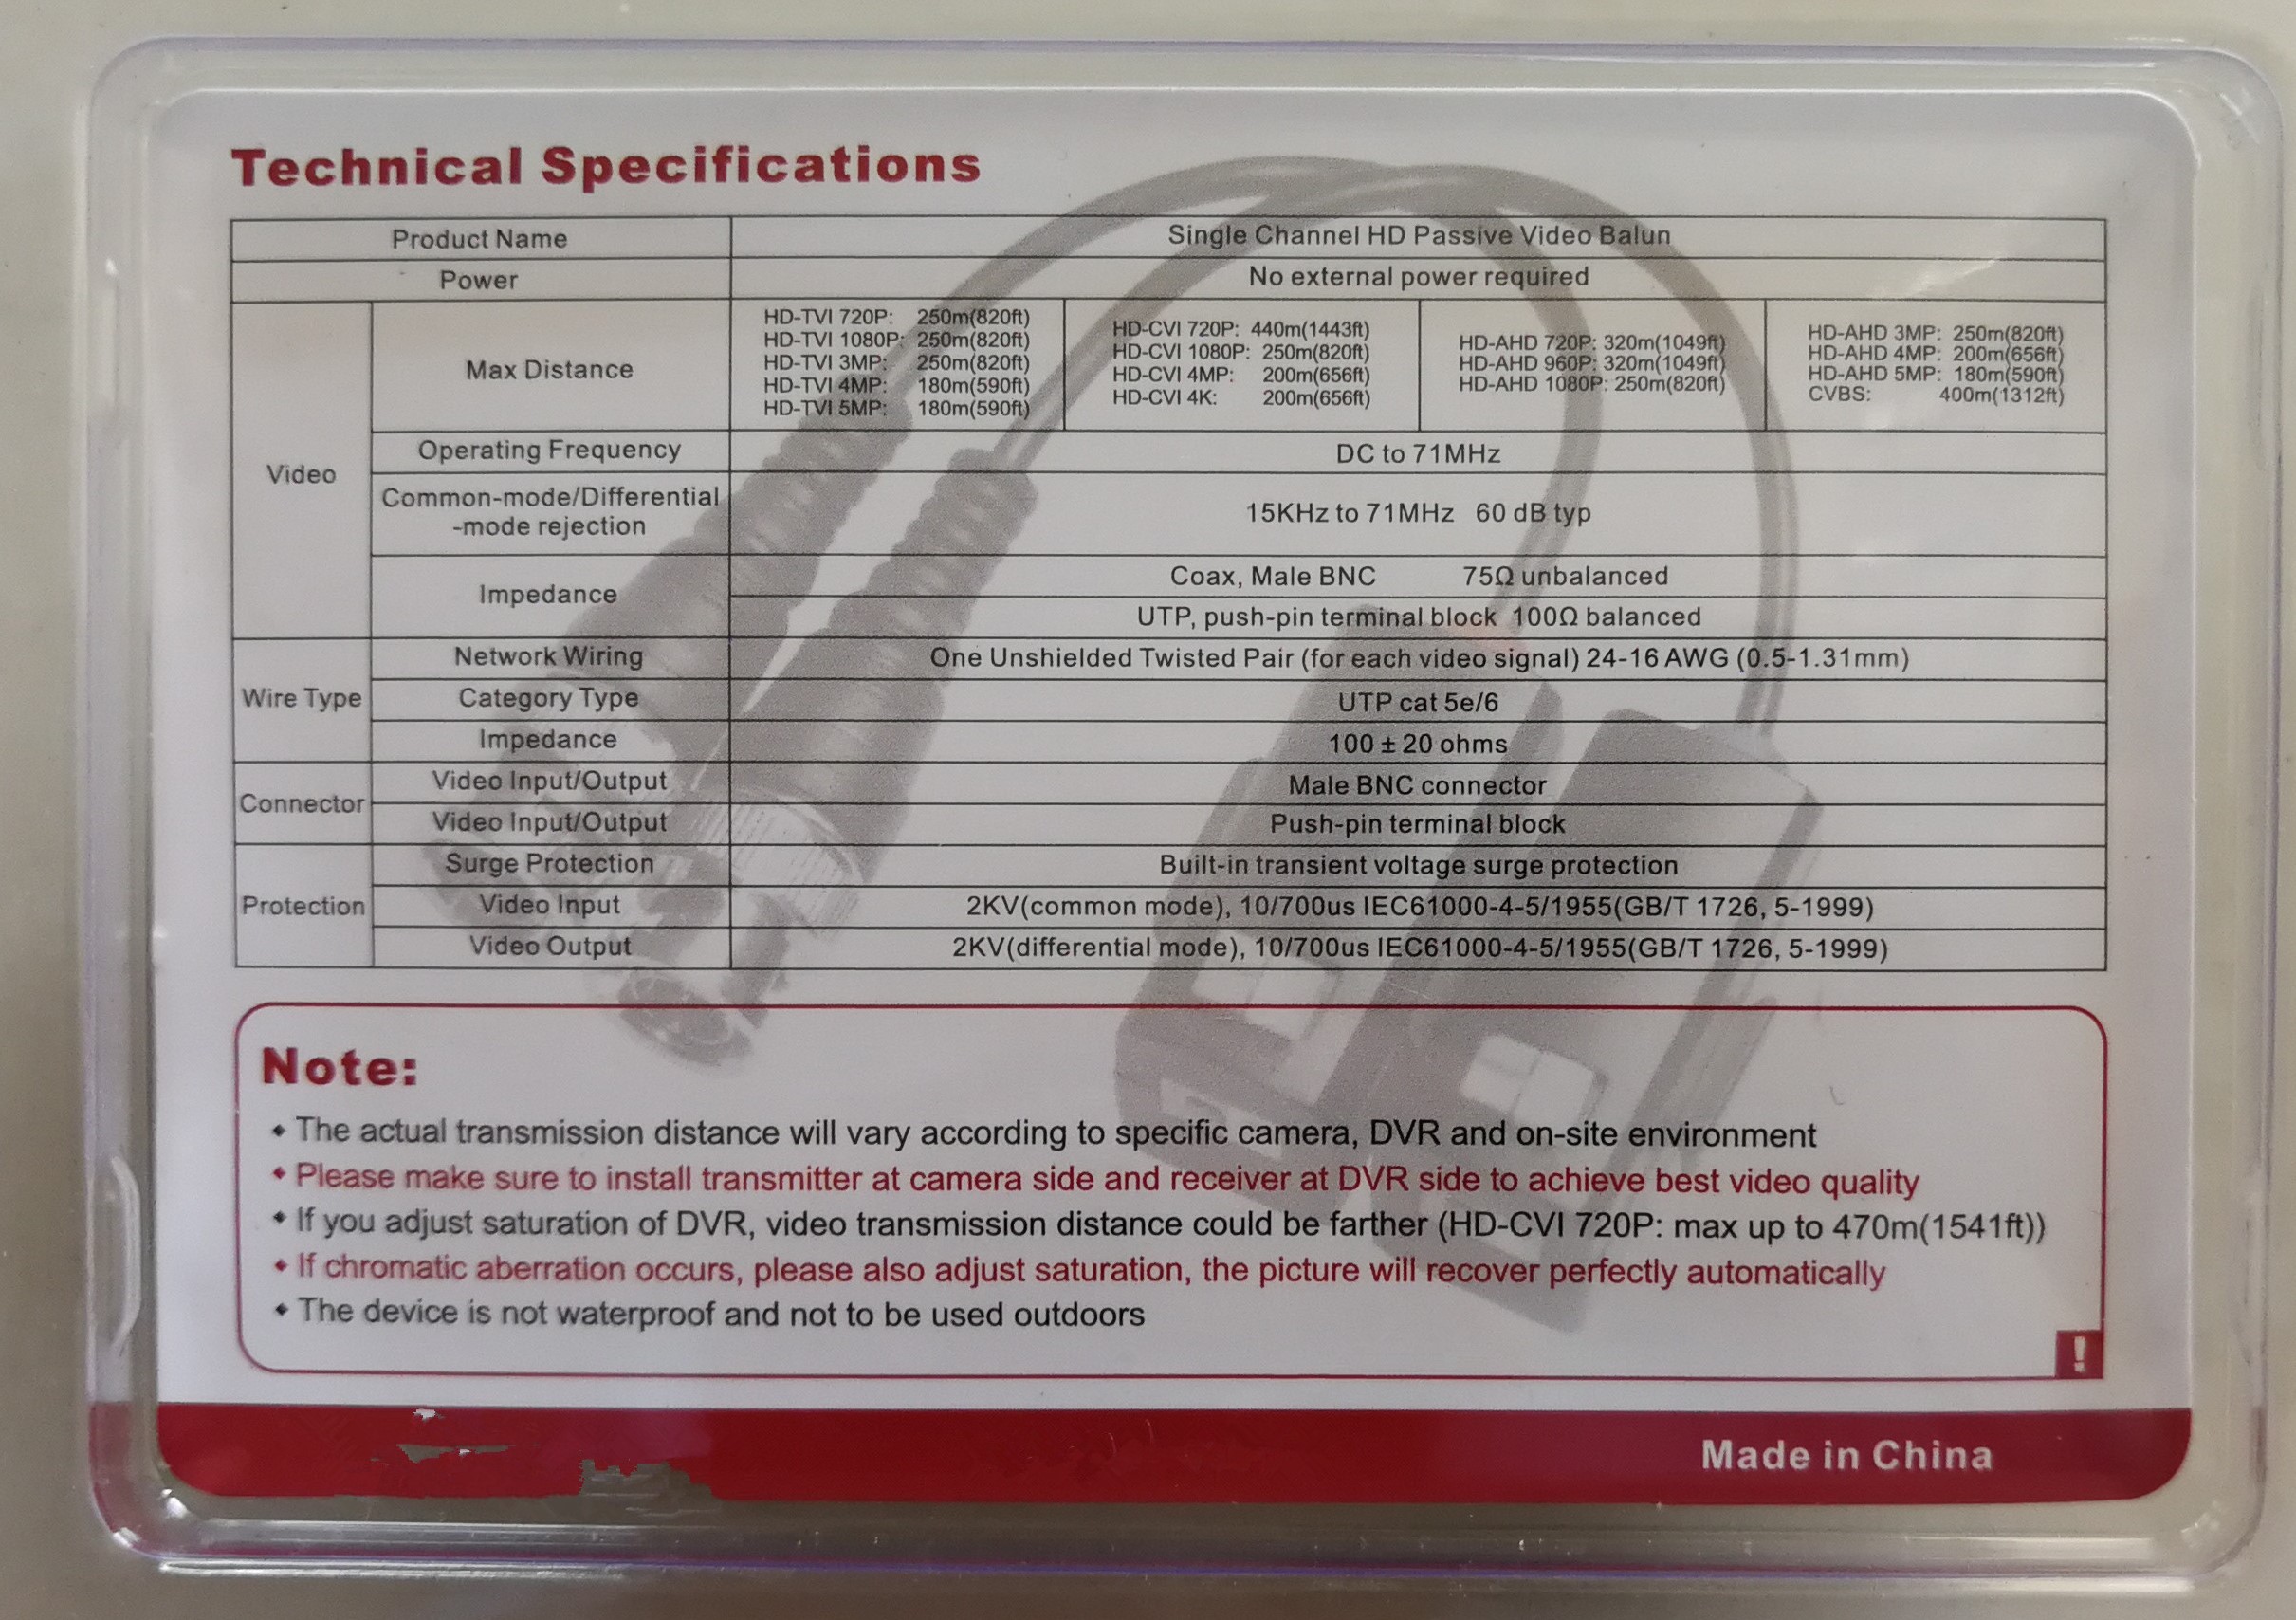 Technical Specifications
Product Name Single Channel HD Passive Video Balun
Power No external power required
Video
Max Distance
HD-TVI 720P: 250m(820ft)
HD-TVI 1080P: 250m(820ft)
HD-TVI 3MP: 250m(820ft)
HD-TVI 4MP: 180m(590ft)
HD-TVI 5MP: 180m(590ft)
HD-CVI 720P: 440m(1443ft)
HD-CVI 1080P: 250m(820ft)
HD-CVI 4MP: 200m(656ft)
HD-CVI 4K: 200m(656ft)
HD-AHD 720P: 320m(1049ft)
HD-AHD 960P: 320m(1049ft)
HD-AHD 1080P: 250m(820ft)
HD-AHD 3MP: 250m(820ft)
HD-AHD 4MP: 200m(656ft)
HD-AHD 5MP: 180m(590ft)
CVBS: 400m(1312ft)
Operating Frequency DC to 71MHz
Common-mode/Differential
-mode rejection
15KHz to 71MHz 60 dB typ
Impedance
Coax, Male BNC 75Ω unbalanced
UTP, push-pin terminal block 100Ω balanced
Wire Type
Network Wiring One Unshielded Twisted Pair (for each video signal) 24-16 AWG (0.5-1.31mm)
Category Type UTP cat 5e/6
Impedance 100 ± 20 ohms
Connector
Video Input/Output Male BNC connector
Video Input/Output Push-pin terminal block
Protection
Surge Protection Built-in transient voltage surge protection
Video Input 2KV(common mode), 10/700us IEC61000-4-5/1955(GB/T 1726, 5-1999)
Video Output 2KV(differential mode), 10/700us IEC61000-4-5/1955(GB/T 1726, 5-1999)
Note:
◆ The actual transmission distance will vary according to specific camera, DVR and on-site environment
◆ Please make sure to install transmitter at camera side and receiver at DVR side to achieve best video quality
◆ If you adjust saturation of DVR, video transmission distance could be farther (HD-CVI 720P: max up to 470m(1541ft))
◆ If chromatic aberration occurs, please also adjust saturation, the picture will recover perfectly automatically
◆ The device is not waterproof and not to be used outdoors
!
Made in China